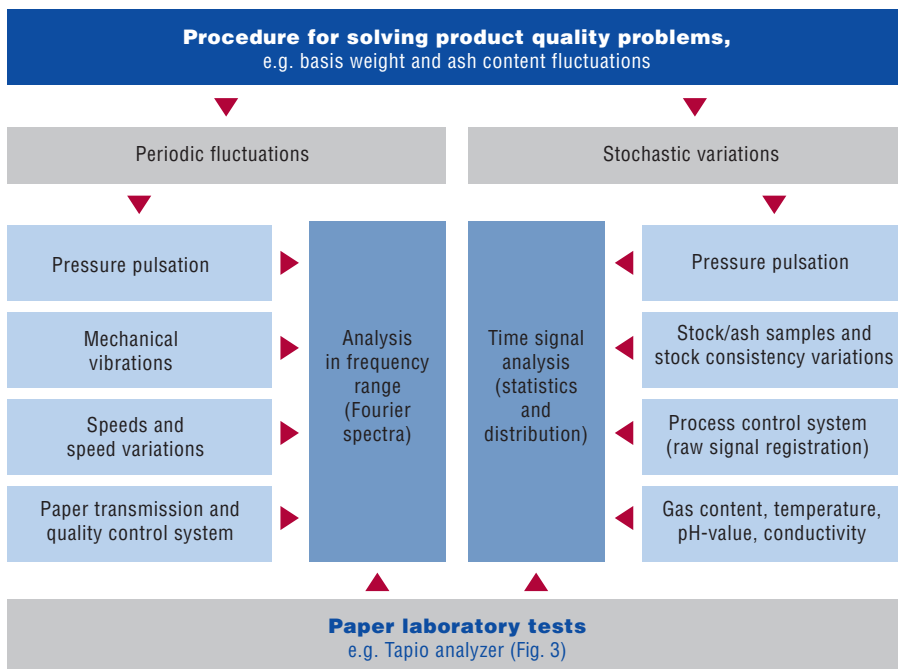 Procedure for solving product quality problems,
e.g. basis weight and ash content fluctuations
Periodic fluctuations
Stochastic variations
Pressure pulsation
Mechanical
vibrations
Speeds and
speed variations
Paper transmission and
quality control system
Analysis
in frequency
range
(Fourier
spectra)
Time signal
analysis
(statistics
and
distribution)
Pressure pulsation
Stock/ash samples and
stock consistency variations
Process control system
(raw signal registration)
Gas content, temperature,
pH-value, conductivity
Paper laboratory tests
e.g. Tapio analyzer (Fig. 3)